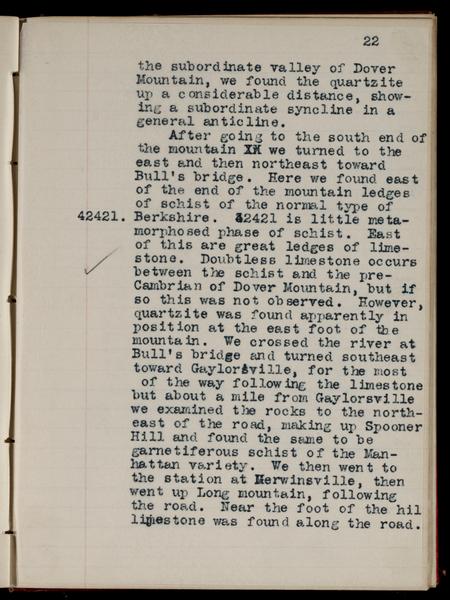 22
the subordinate valley of Dover
Mountain, we found the quartzite
up a considerable distance, show-
ing a subordinate syncline in a
general anticline.
After going to the south end of
the mountain XX we turned to the
east and then northeast toward
Bull's bridge. Here we found east
of the end of the mountain ledges
of schist of the normal type of
42421. Berkshire. 42421 is little meta-
morphosed phase of schist. East
of this are great ledges of lime-
stone. Doubtless limestone occurs
between the schist and the pre-
Cambrian of Dover Mountain, but if
so this was not observed. However,
quartzite was found apparently in
position at the east foot of the
mountain. We crossed the river at
Bull's bridge and turned southeast
toward Gaylorsville, for the most
of the way following the limestone
but about a mile from Gaylorsville
we examined the rocks to the north-
east of the road, making up Spooner
Hill and found the same to be
garnetiferous schist of the Man-
hattan variety. We then went to
the station at Merwinsville, then
went up Long mountain, following
the road. Near the foot of the hil
limestone was found along the road.